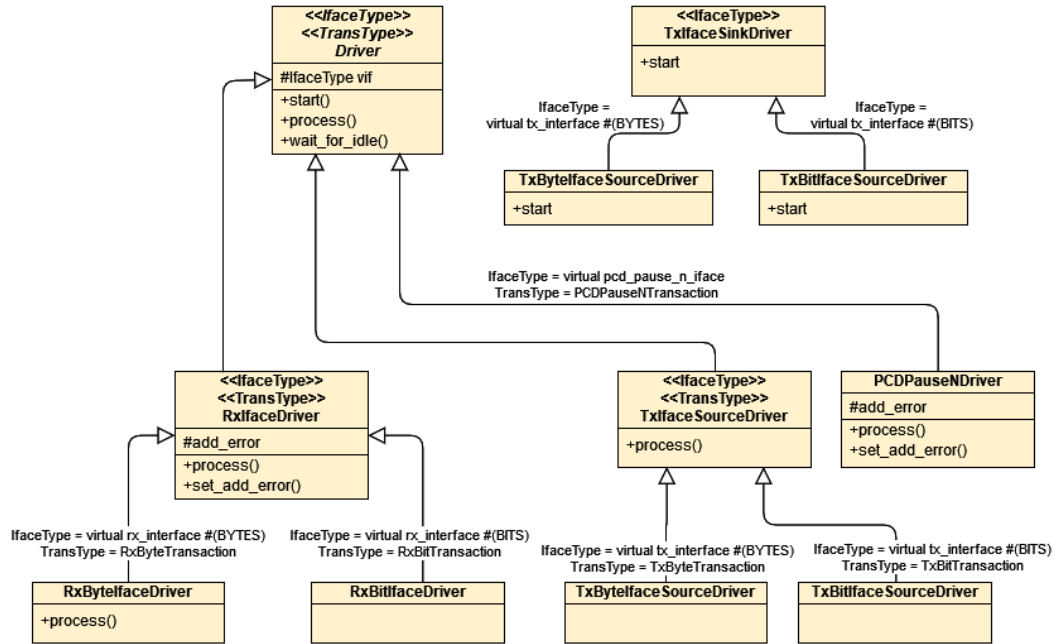 <<IfaceType>>
<<TransType>>
Driver
#IfaceType vif
+start()
+process()
+wait_for_idle()
<<IfaceType>>
TxIfaceSinkDriver
+start
IfaceType =
virtual tx_interface #(BYTES)
IfaceType =
virtual tx_interface #(BITS)
TxByteIfaceSourceDriver
+start
TxBitIfaceSourceDriver
+start
IfaceType = virtual pcd_pause_n_iface
TransType = PCDPauseNTransaction
<<IfaceType>>
<<TransType>>
RxIfaceDriver
#add_error
+process()
+set_add_error()
<<IfaceType>>
<<TransType>>
TxIfaceSourceDriver
+process()
PCDPauseNDriver
#add_error
+process()
+set_add_error()
IfaceType = virtual rx_interface #(BYTES)
TransType = RxByteTransaction
IfaceType = virtual rx_interface #(BITS)
TransType = RxBitTransaction
IfaceType = virtual tx_interface #(BYTES)
TransType = TxByteTransaction
IfaceType = virtual tx_interface #(BITS)
TransType = TxBitTransaction
RxByteIfaceDriver
+process()
RxBitIfaceDriver
TxByteIfaceSourceDriver
TxBitIfaceSourceDriver